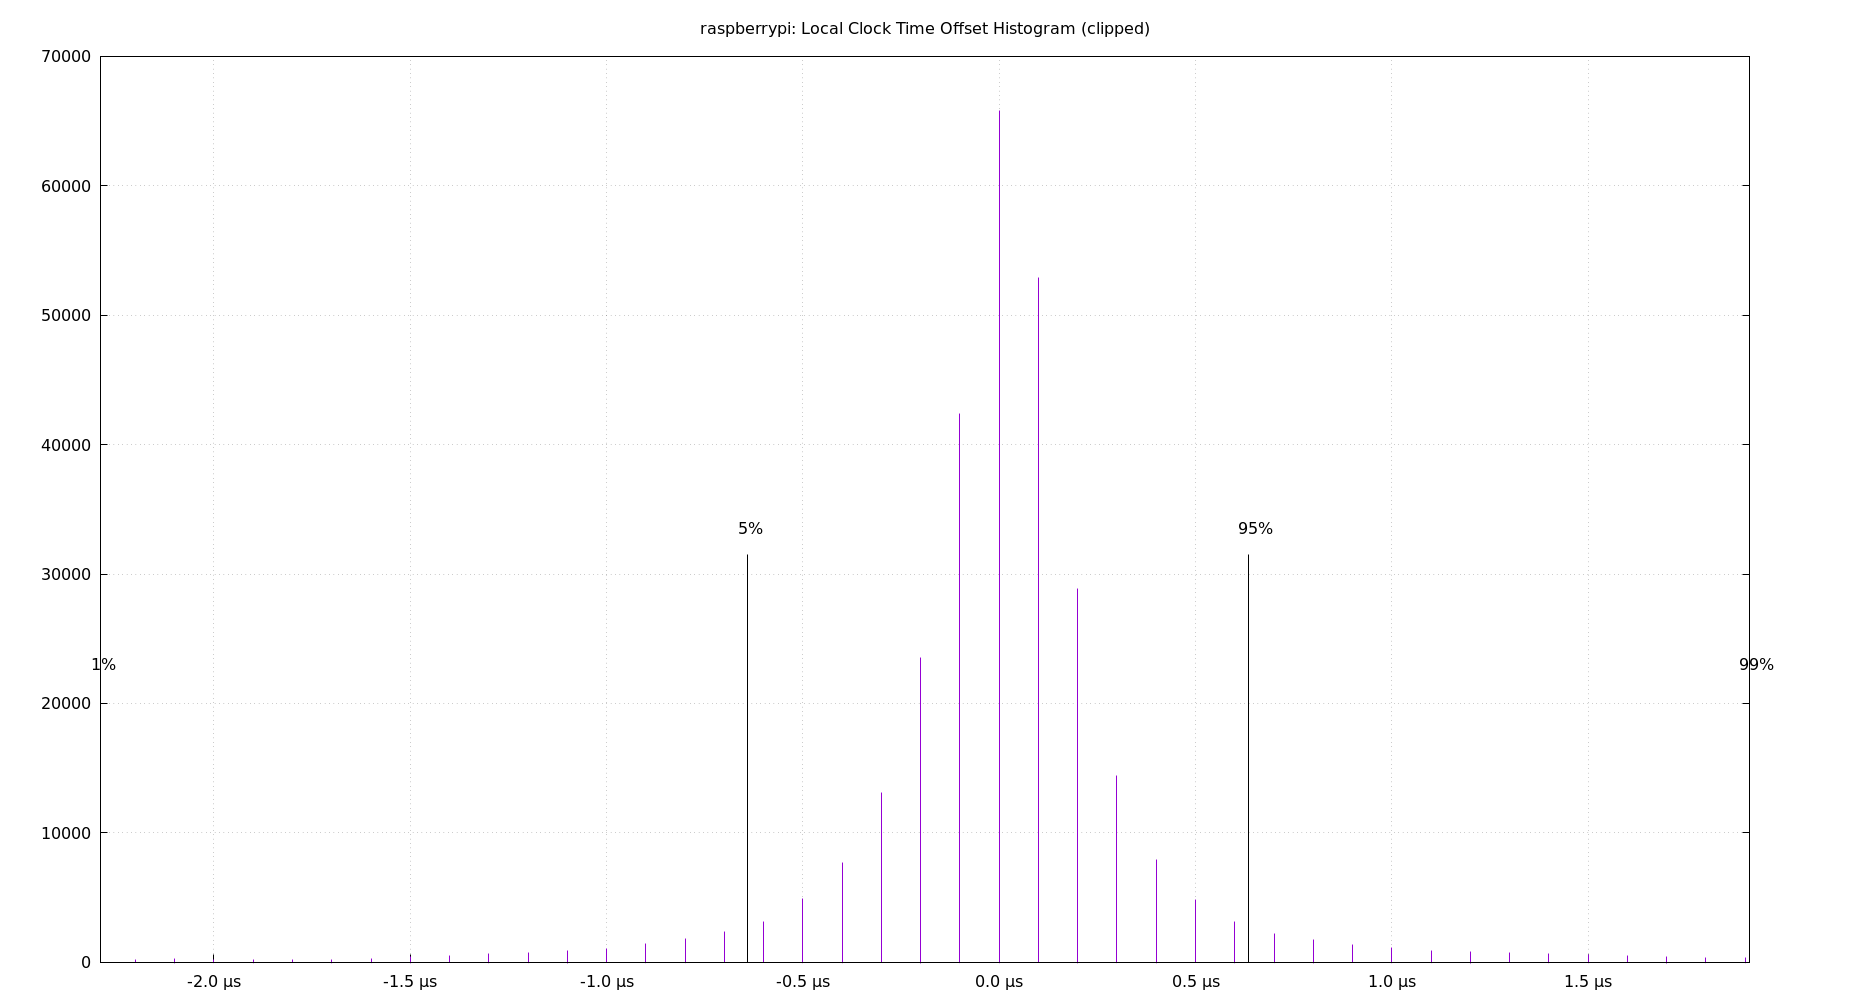 raspberrypi: Local Clock Time Offset Histogram (clipped)
70000
60000
50000
40000
30000
20000
10000
0
5%
95%
1%
99%
-2.0 µs
-1.5 µs
-1.0 µs
-0.5 µs
0.0 µs
0.5 µs
1.0 µs
1.5 µs